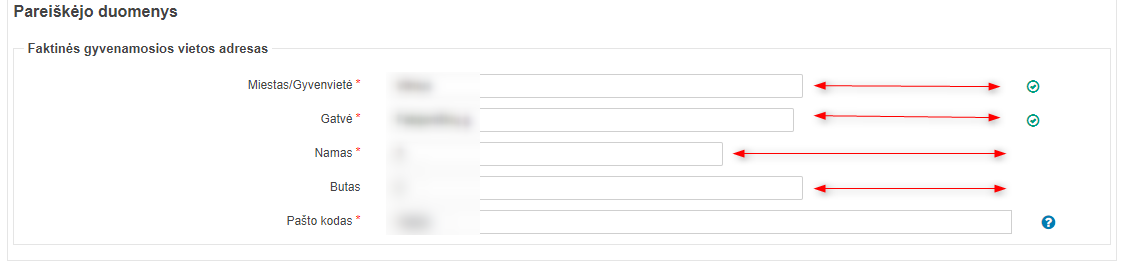 Pareiškėjo duomenys
Faktinės gyvenamosios vietos adresas
Miestas/Gyvenvietė *
Gatvė *
Namas *
Butas
Pašto kodas *
?